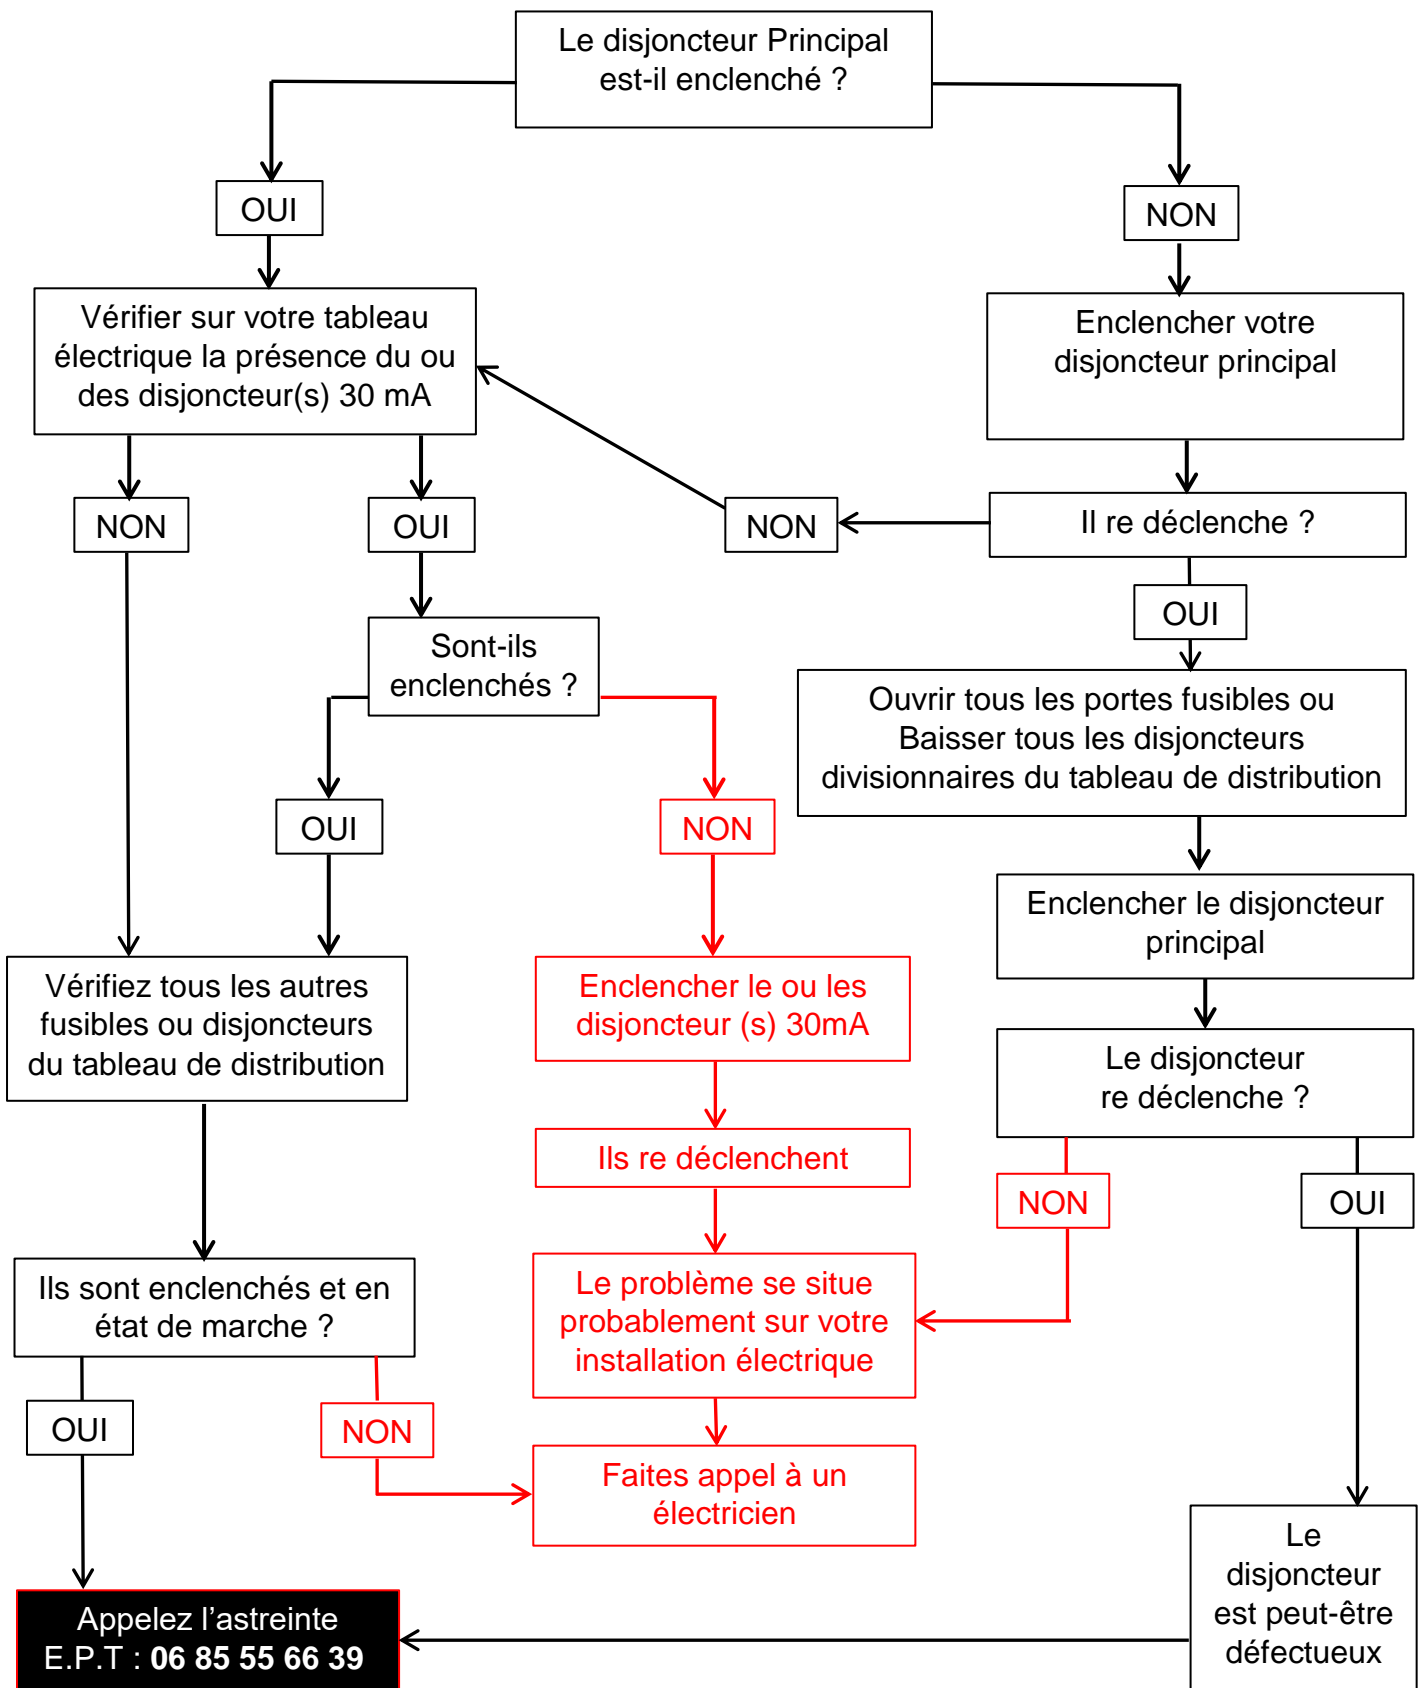 Le disjoncteur Principal
est-il enclenché ?
OUI
NON
Vérifier sur votre tableau
électrique la présence du ou
des disjoncteur(s) 30 mA
Enclencher votre
disjoncteur principal
NON
OUI
NON
Il re déclenche ?
OUI
Sont-ils
enclenchés ?
Ouvrir tous les portes fusibles ou
Baisser tous les disjoncteurs
divisionnaires du tableau de distribution
OUI
NON
Enclencher le disjoncteur
principal
Vérifiez tous les autres
fusibles ou disjoncteurs
du tableau de distribution
Enclencher le ou les
disjoncteur (s) 30mA
Le disjoncteur
re déclenche ?
Ils re déclenchent
NON
OUI
Ils sont enclenchés et en
état de marche ?
Le problème se situe
probablement sur votre
installation électrique
OUI
NON
Faites appel à un
électricien
Le
disjoncteur
est peut-être
défectueux
Appelez l’astreinte
E.P.T : 06 85 55 66 39